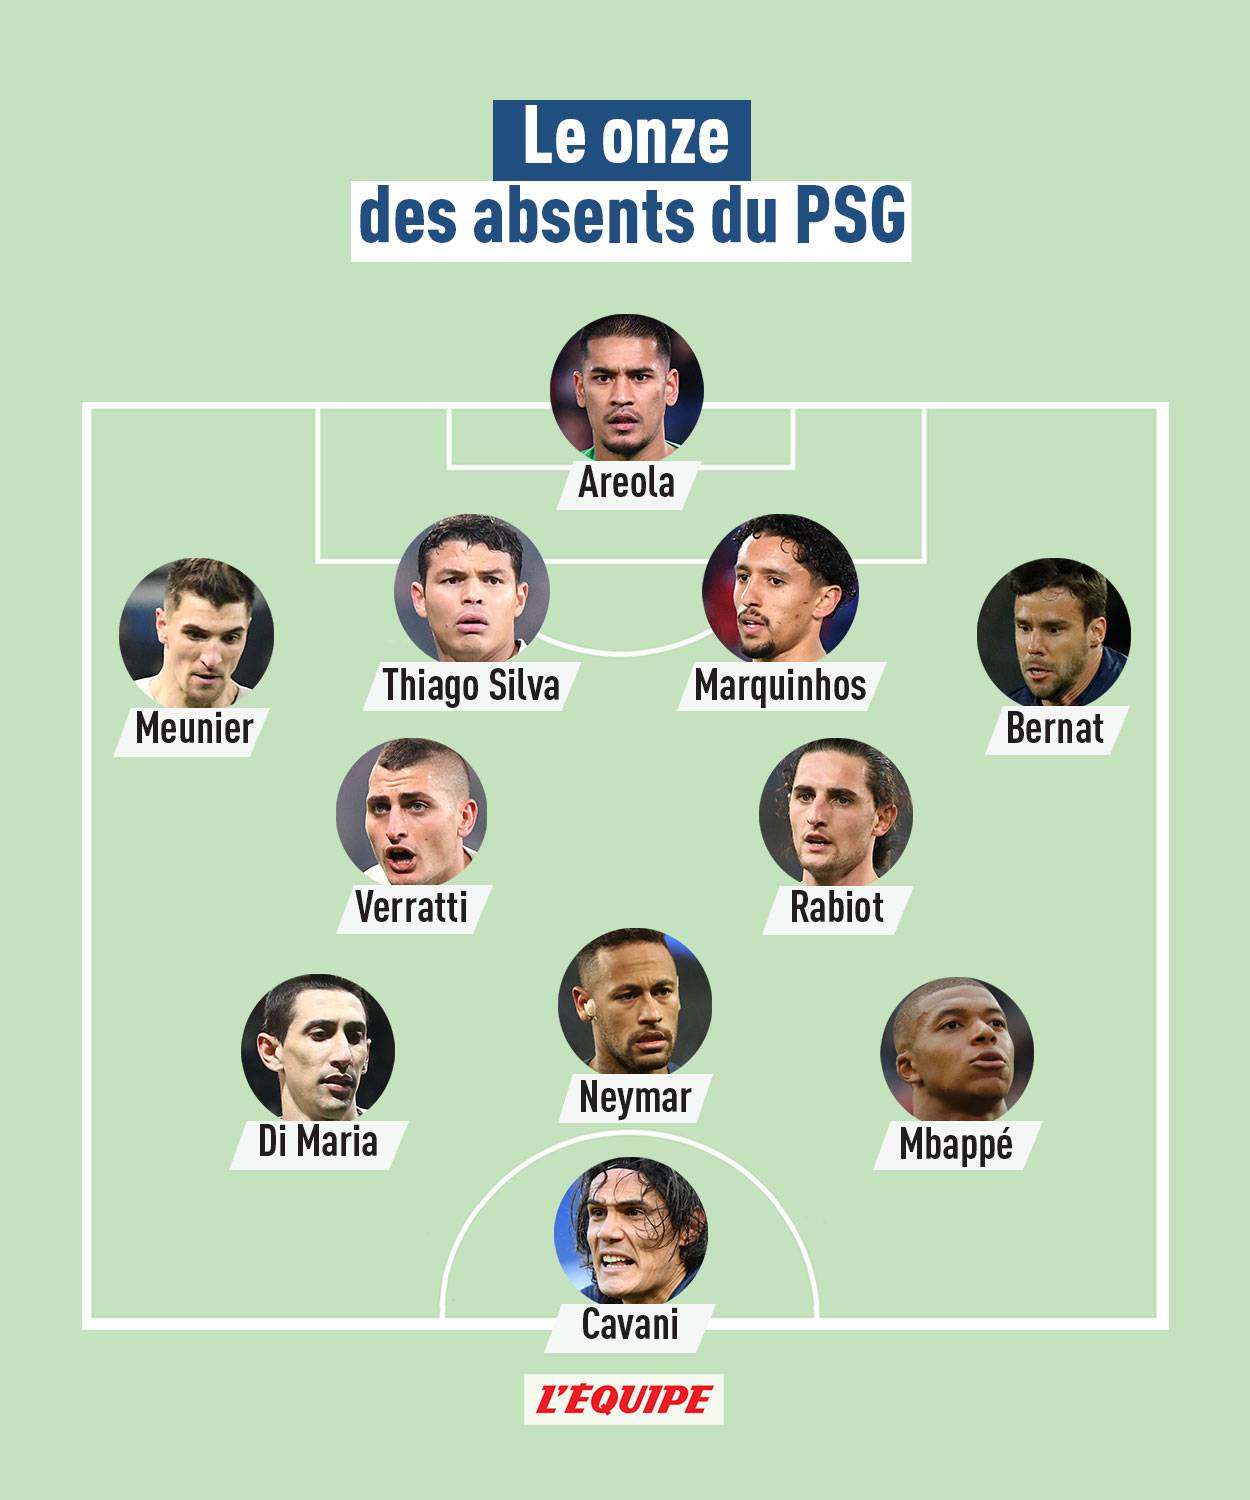 Le onze
des absents du PSG
Areola
Thiago Silva
Marquinhos
Meunier
Bernat
Verratti
Rabiot
Neymar
Di Maria
Mbappé
Cavani
L'ÉQUIPE